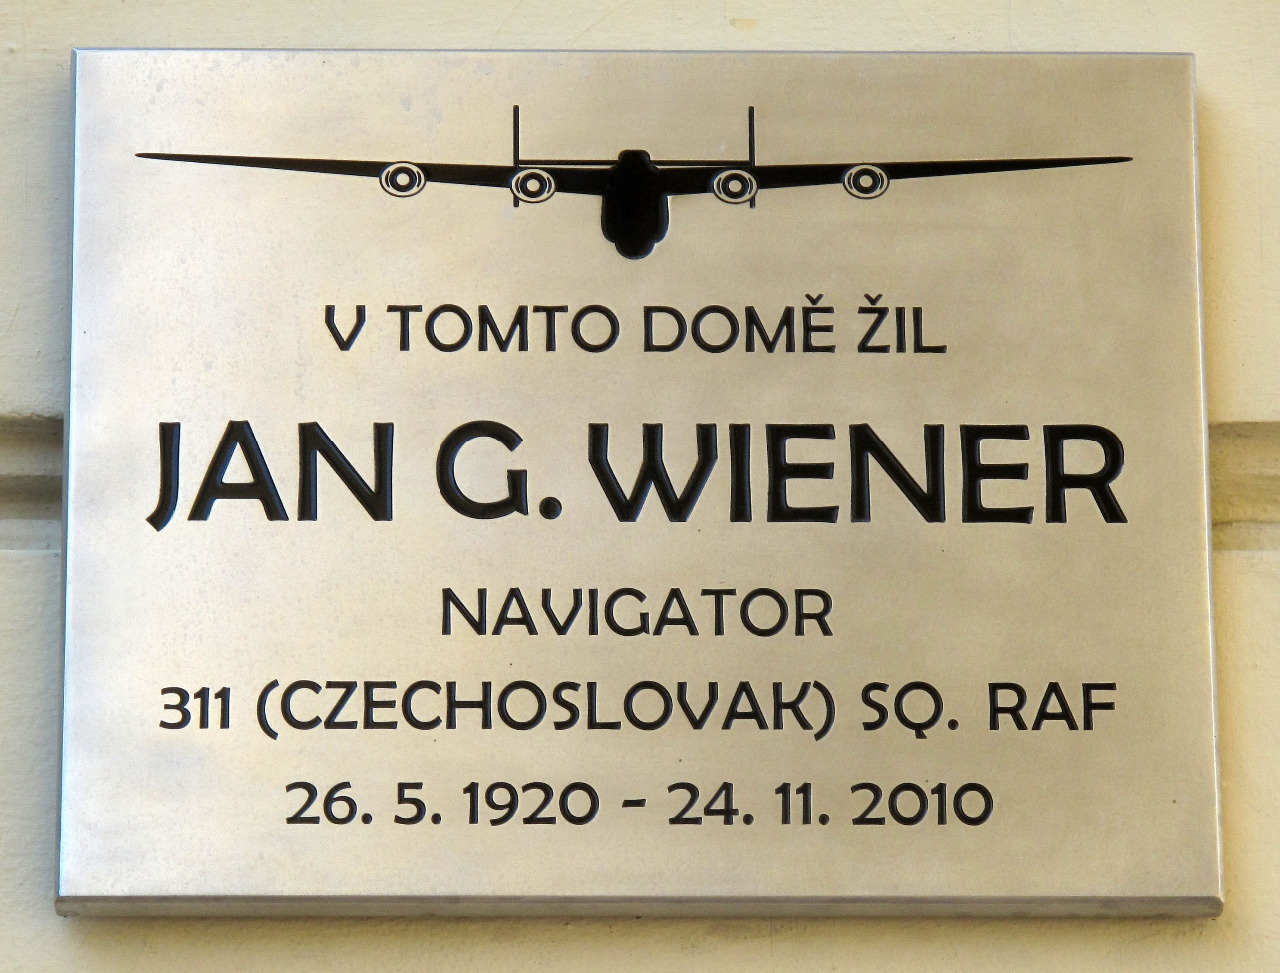 V TOMTO DOMĚ ŽIL
JAN G. WIENER
NAVIGATOR
311 (CZECHOSLOVAK) SQ. RAF
26. 5. 1920 - 24. 11. 2010